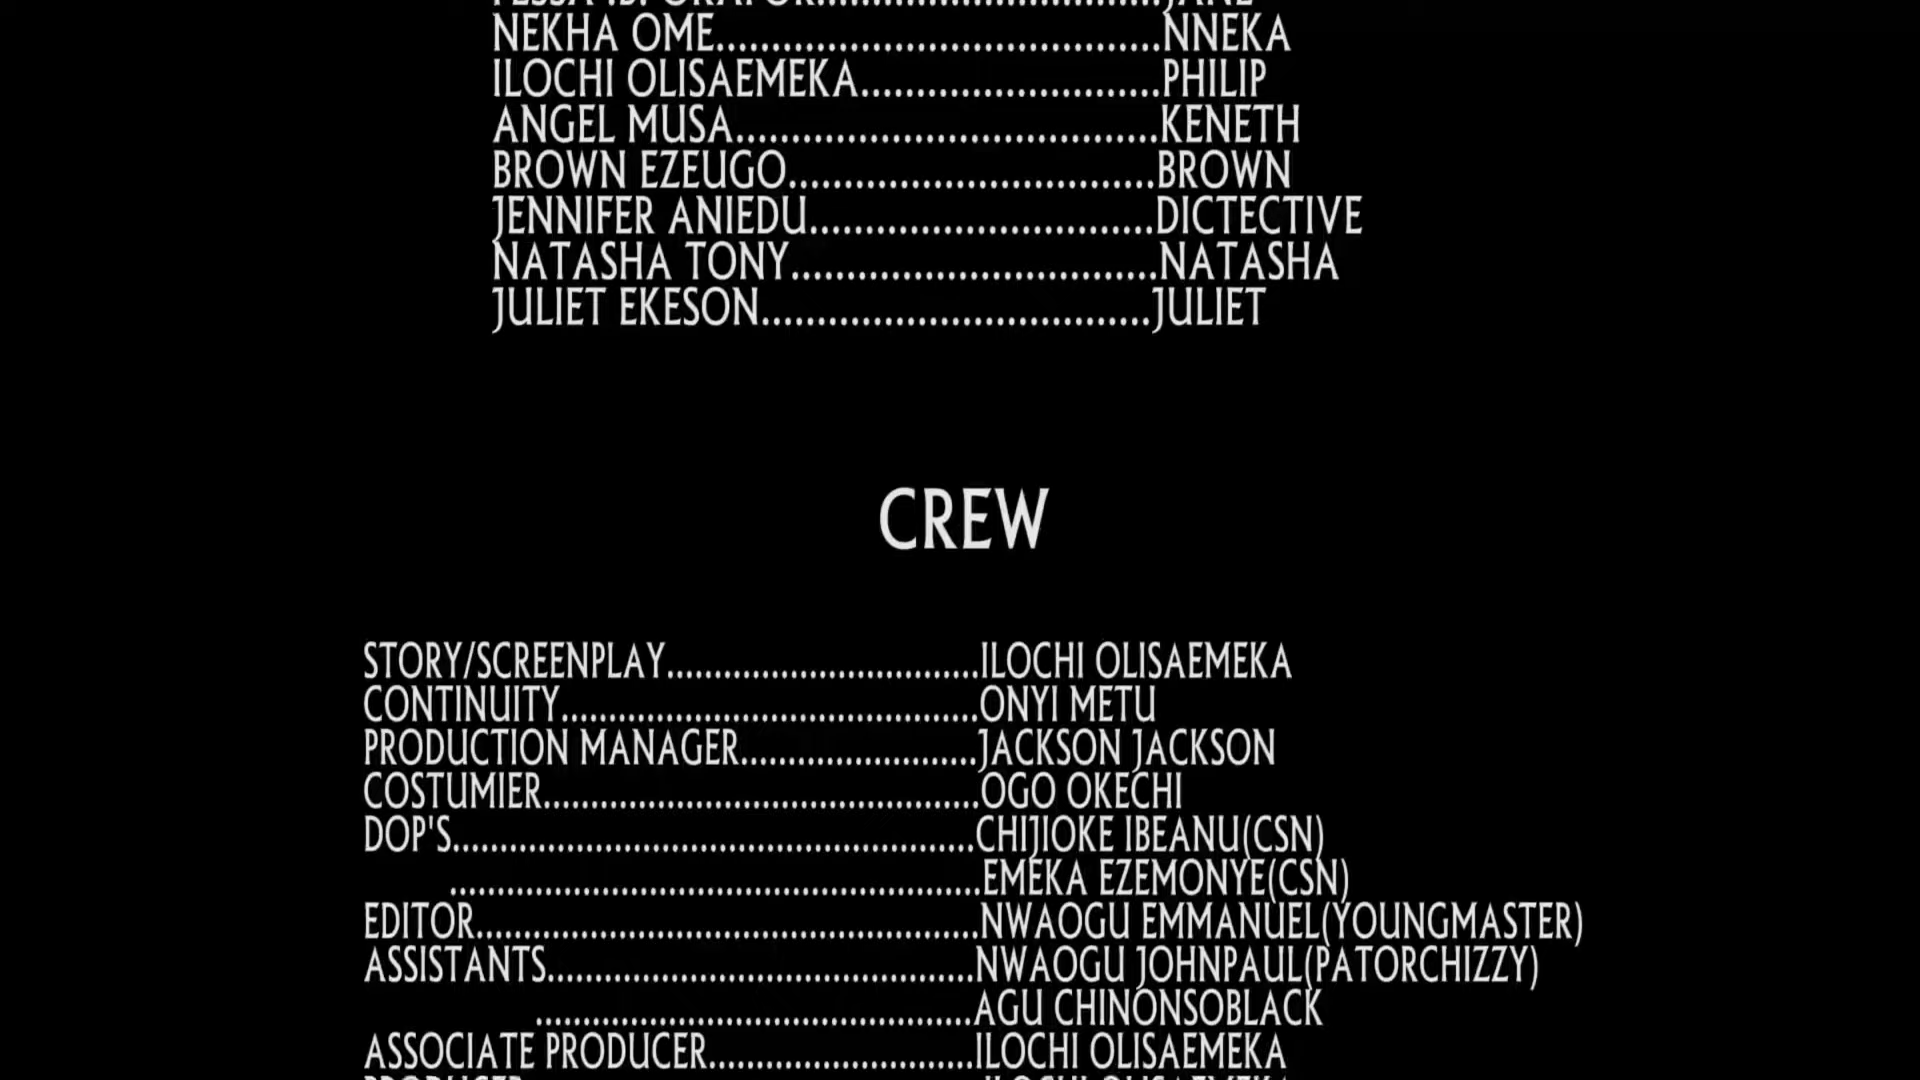 NEKHA OME................................................NNEKA
ILOCHI OLISAEMEKA................................PHILIP
ANGEL MUSA..............................................KENETH
BROWN EZEUGO........................................BROWN
JENNIFER ANIEDU.....................................DICTECTIVE
NATASHA TONY........................................NATASHA
JULIET EKESON..........................................JULIET
CREW
STORY/SCREENPLAY.................................ILOCHI OLISAEMEKA
CONTINUITY............................................ONYI METU
PRODUCTION MANAGER.........................JACKSON JACKSON
COSTUMIER..............................................OGO OKECHI
DOP'S.......................................................CHIJIOKE IBEANU(CSN)
........................................................EMEKA EZEMONYE(CSN)
EDITOR.....................................................NWAOGU EMMANUEL(YOUNGMASTER)
ASSISTANTS.............................................NWAOGU JOHNPAUL(PATORCHIZZY)
..............................................AGU CHINONSOBLACK
ASSOCIATE PRODUCER............................ILOCHI OLISAEMEKA